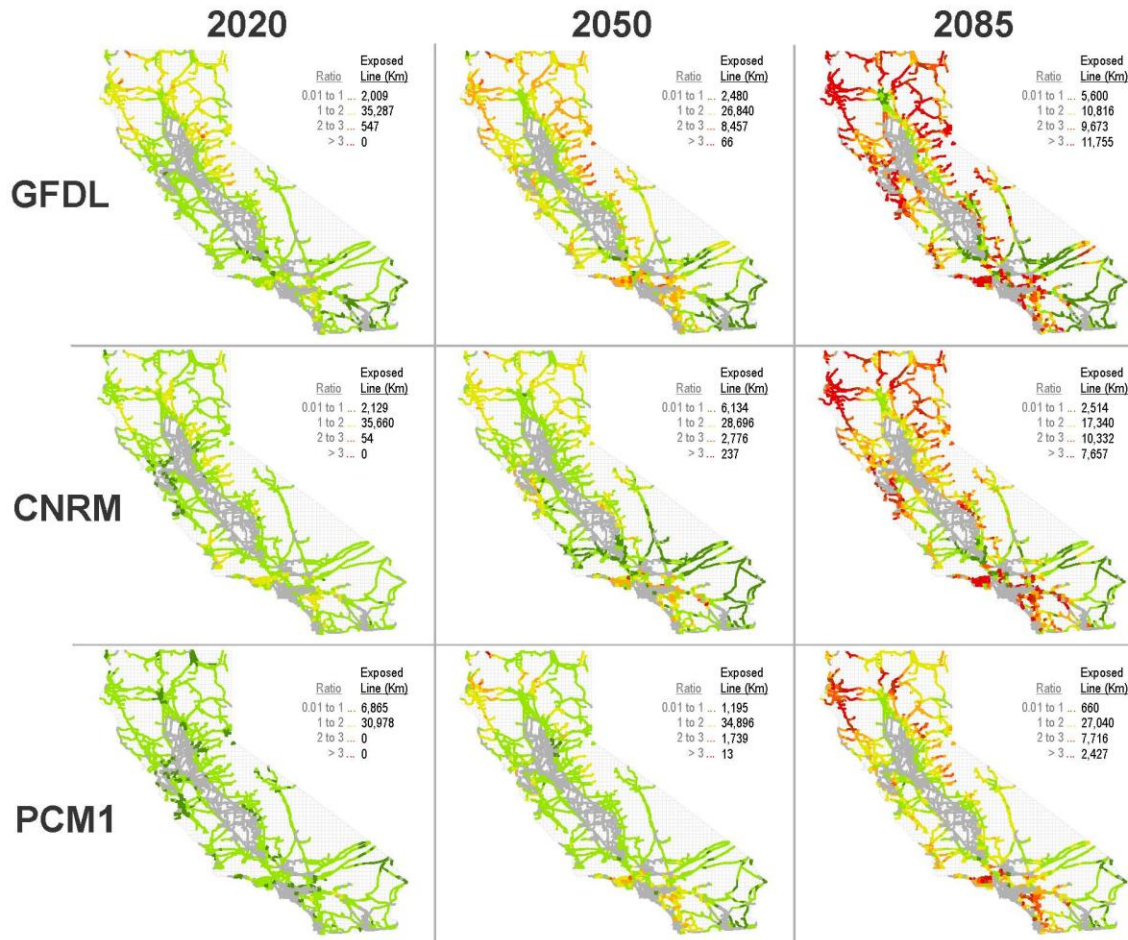 2020 2050 2085
GFDL
Exposed
Ratio Line (Km)
0.01 to 1 ... 2,009
1 to 2 ... 35,287
2 to 3 ... 547
> 3 ... 0
Exposed
Ratio Line (Km)
0.01 to 1 ... 2,480
1 to 2 ... 26,840
2 to 3 ... 8,457
> 3 ... 66
Exposed
Ratio Line (Km)
0.01 to 1 ... 5,600
1 to 2 ... 10,816
2 to 3 ... 9,673
> 3 ... 11,755
CNRM
Exposed
Ratio Line (Km)
0.01 to 1 ... 2,129
1 to 2 ... 35,660
2 to 3 ... 54
> 3 ... 0
Exposed
Ratio Line (Km)
0.01 to 1 ... 6,134
1 to 2 ... 28,696
2 to 3 ... 2,776
> 3 ... 237
Exposed
Ratio Line (Km)
0.01 to 1 ... 2,514
1 to 2 ... 17,340
2 to 3 ... 10,332
> 3 ... 7,657
PCM1
Exposed
Ratio Line (Km)
0.01 to 1 ... 6,865
1 to 2 ... 30,978
2 to 3 ... 0
> 3 ... 0
Exposed
Ratio Line (Km)
0.01 to 1 ... 1,195
1 to 2 ... 34,896
2 to 3 ... 1,739
> 3 ... 13
Exposed
Ratio Line (Km)
0.01 to 1 ... 660
1 to 2 ... 27,040
2 to 3 ... 7,716
> 3 ... 2,427